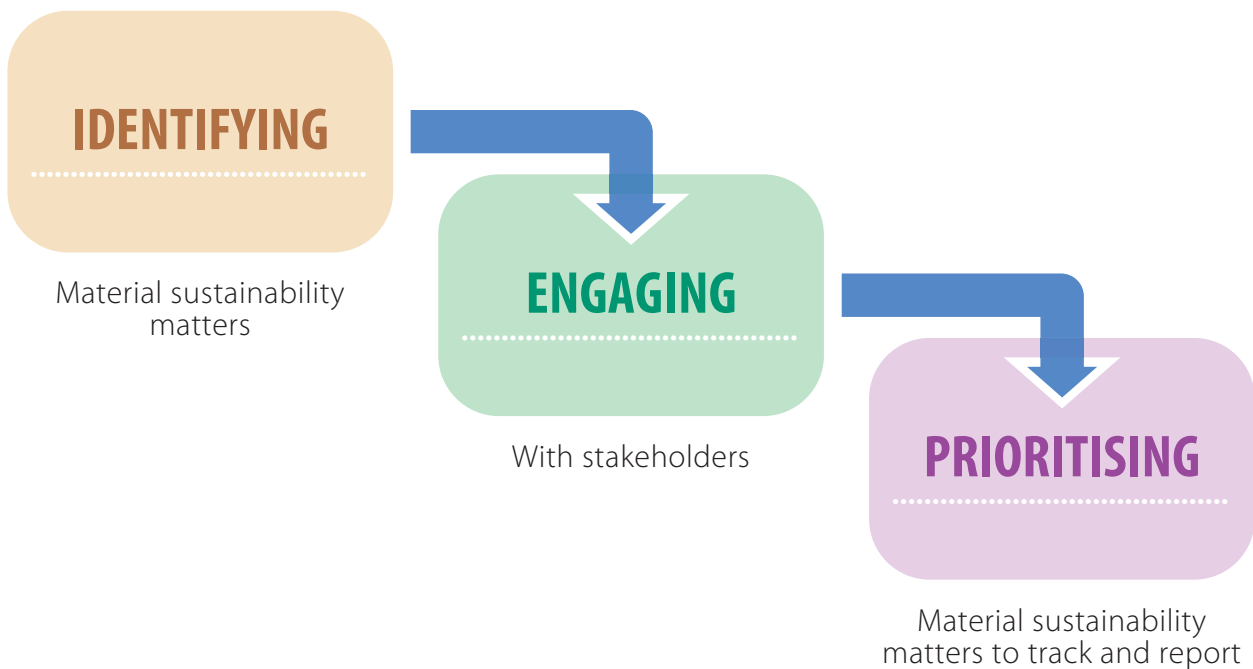 IDENTIFYING
Material sustainability
matters
ENGAGING
With stakeholders
PRIORITISING
Material sustainability
matters to track and report